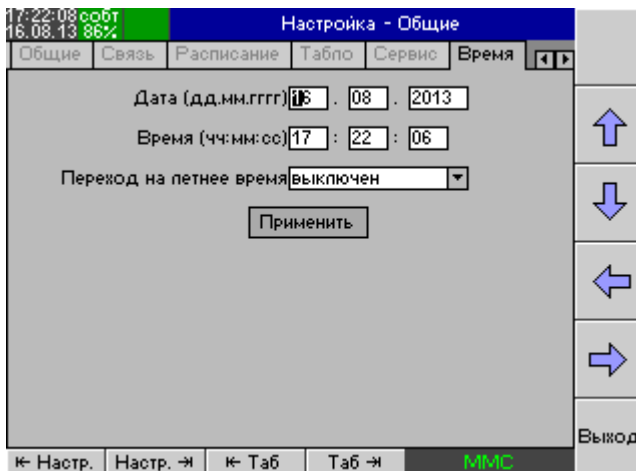 17:22:08 собт
16.08.13 86%
Настройка - Общие
Общие Связь Расписание Табло Сервис Время
Дата (дд.мм.гггг) 16 . 08 . 2013
Время (чч:мм:сс) 17 : 22 : 06
Переход на летнее время выключен
Применить
Выход
⇤ Настр. Настр. ⇥ ⇤ Таб Таб ⇥ MMC